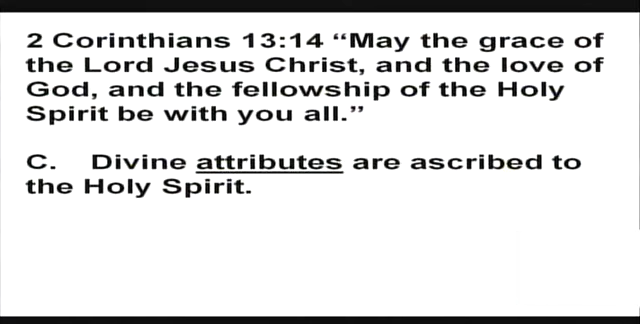 2 Corinthians 13:14 “May the grace of
the Lord Jesus Christ, and the love of
God, and the fellowship of the Holy
Spirit be with you all.”
C. Divine attributes are ascribed to
the Holy Spirit.